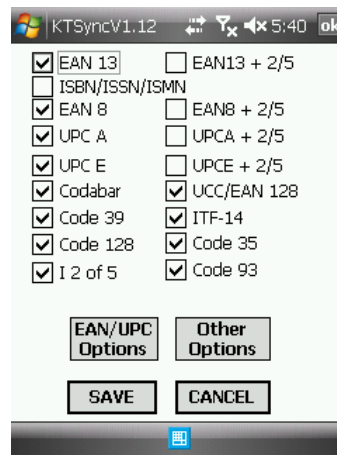 KTSyncV1.12 5:40 ok
EAN 13 EAN13 + 2/5
ISBN/ISSN/ISMN
EAN 8 EAN8 + 2/5
UPC A UPCA + 2/5
UPC E UPCE + 2/5
Codabar UCC/EAN 128
Code 39 ITF-14
Code 128 Code 35
I 2 of 5 Code 93
EAN/UPC Other
Options Options
SAVE CANCEL